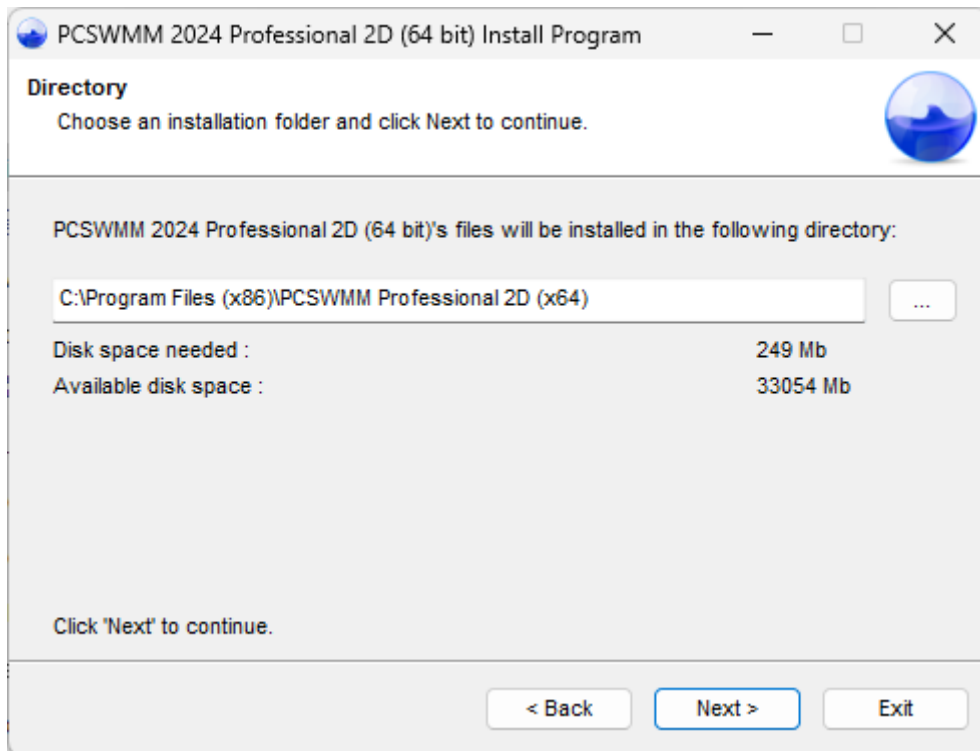 PCSWMM 2024 Professional 2D (64 bit) Install Program
Directory
Choose an installation folder and click Next to continue.
PCSWMM 2024 Professional 2D (64 bit)'s files will be installed in the following directory:
C:\Program Files (x86)\PCSWMM Professional 2D (x64)
...
Disk space needed : 249 Mb
Available disk space : 33054 Mb
Click 'Next' to continue.
< Back Next > Exit